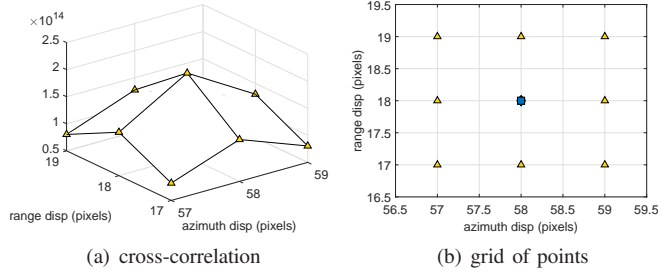 ×10^14
2.5
2
1.5
1
0.5
19
18
17
57
58
59
range disp (pixels)
azimuth disp (pixels)
(a) cross-correlation
19.5
19
18.5
18
17.5
17
16.5
56.5 57 57.5 58 58.5 59 59.5
range disp (pixels)
azimuth disp (pixels)
(b) grid of points